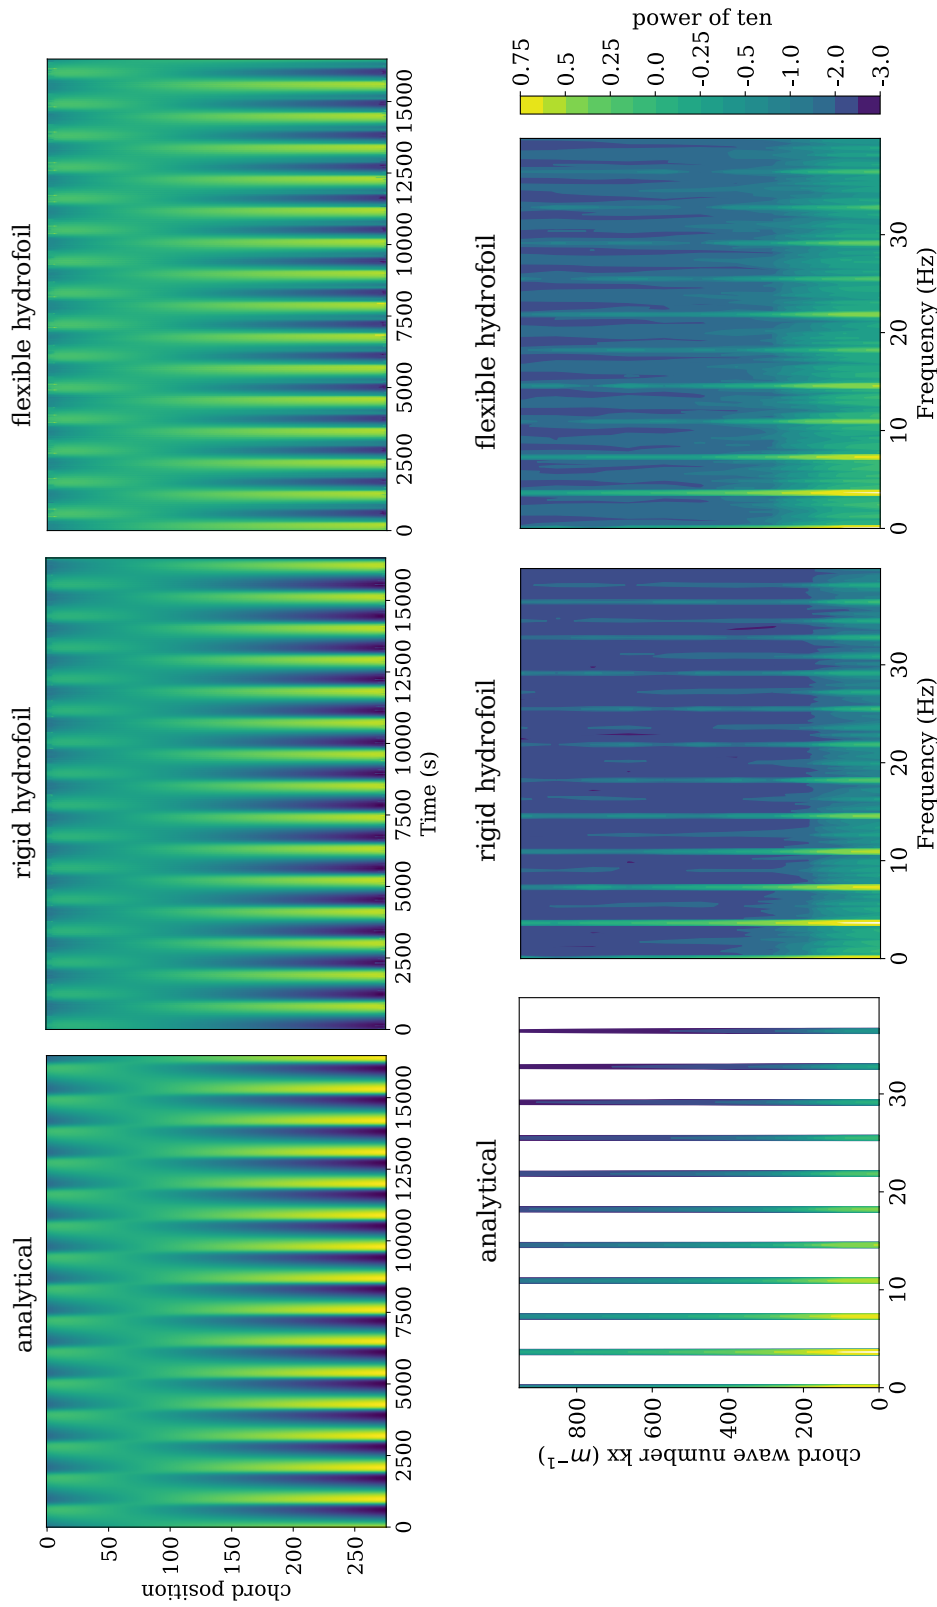 analytical
rigid hydrofoil
flexible hydrofoil
chord position
0
50
100
150
200
250
0 2500 5000 7500 10000 12500 15000
0 2500 5000 7500 10000 12500 15000
Time (s)
0 2500 5000 7500 10000 12500 15000
analytical
rigid hydrofoil
flexible hydrofoil
power of ten
chord wave number kx (m⁻¹)
800
600
400
200
0
0 10 20 30
0 10 20 30
Frequency (Hz)
0 10 20 30
Frequency (Hz)
0.75
0.5
0.25
0.0
-0.25
-0.5
-1.0
-2.0
-3.0